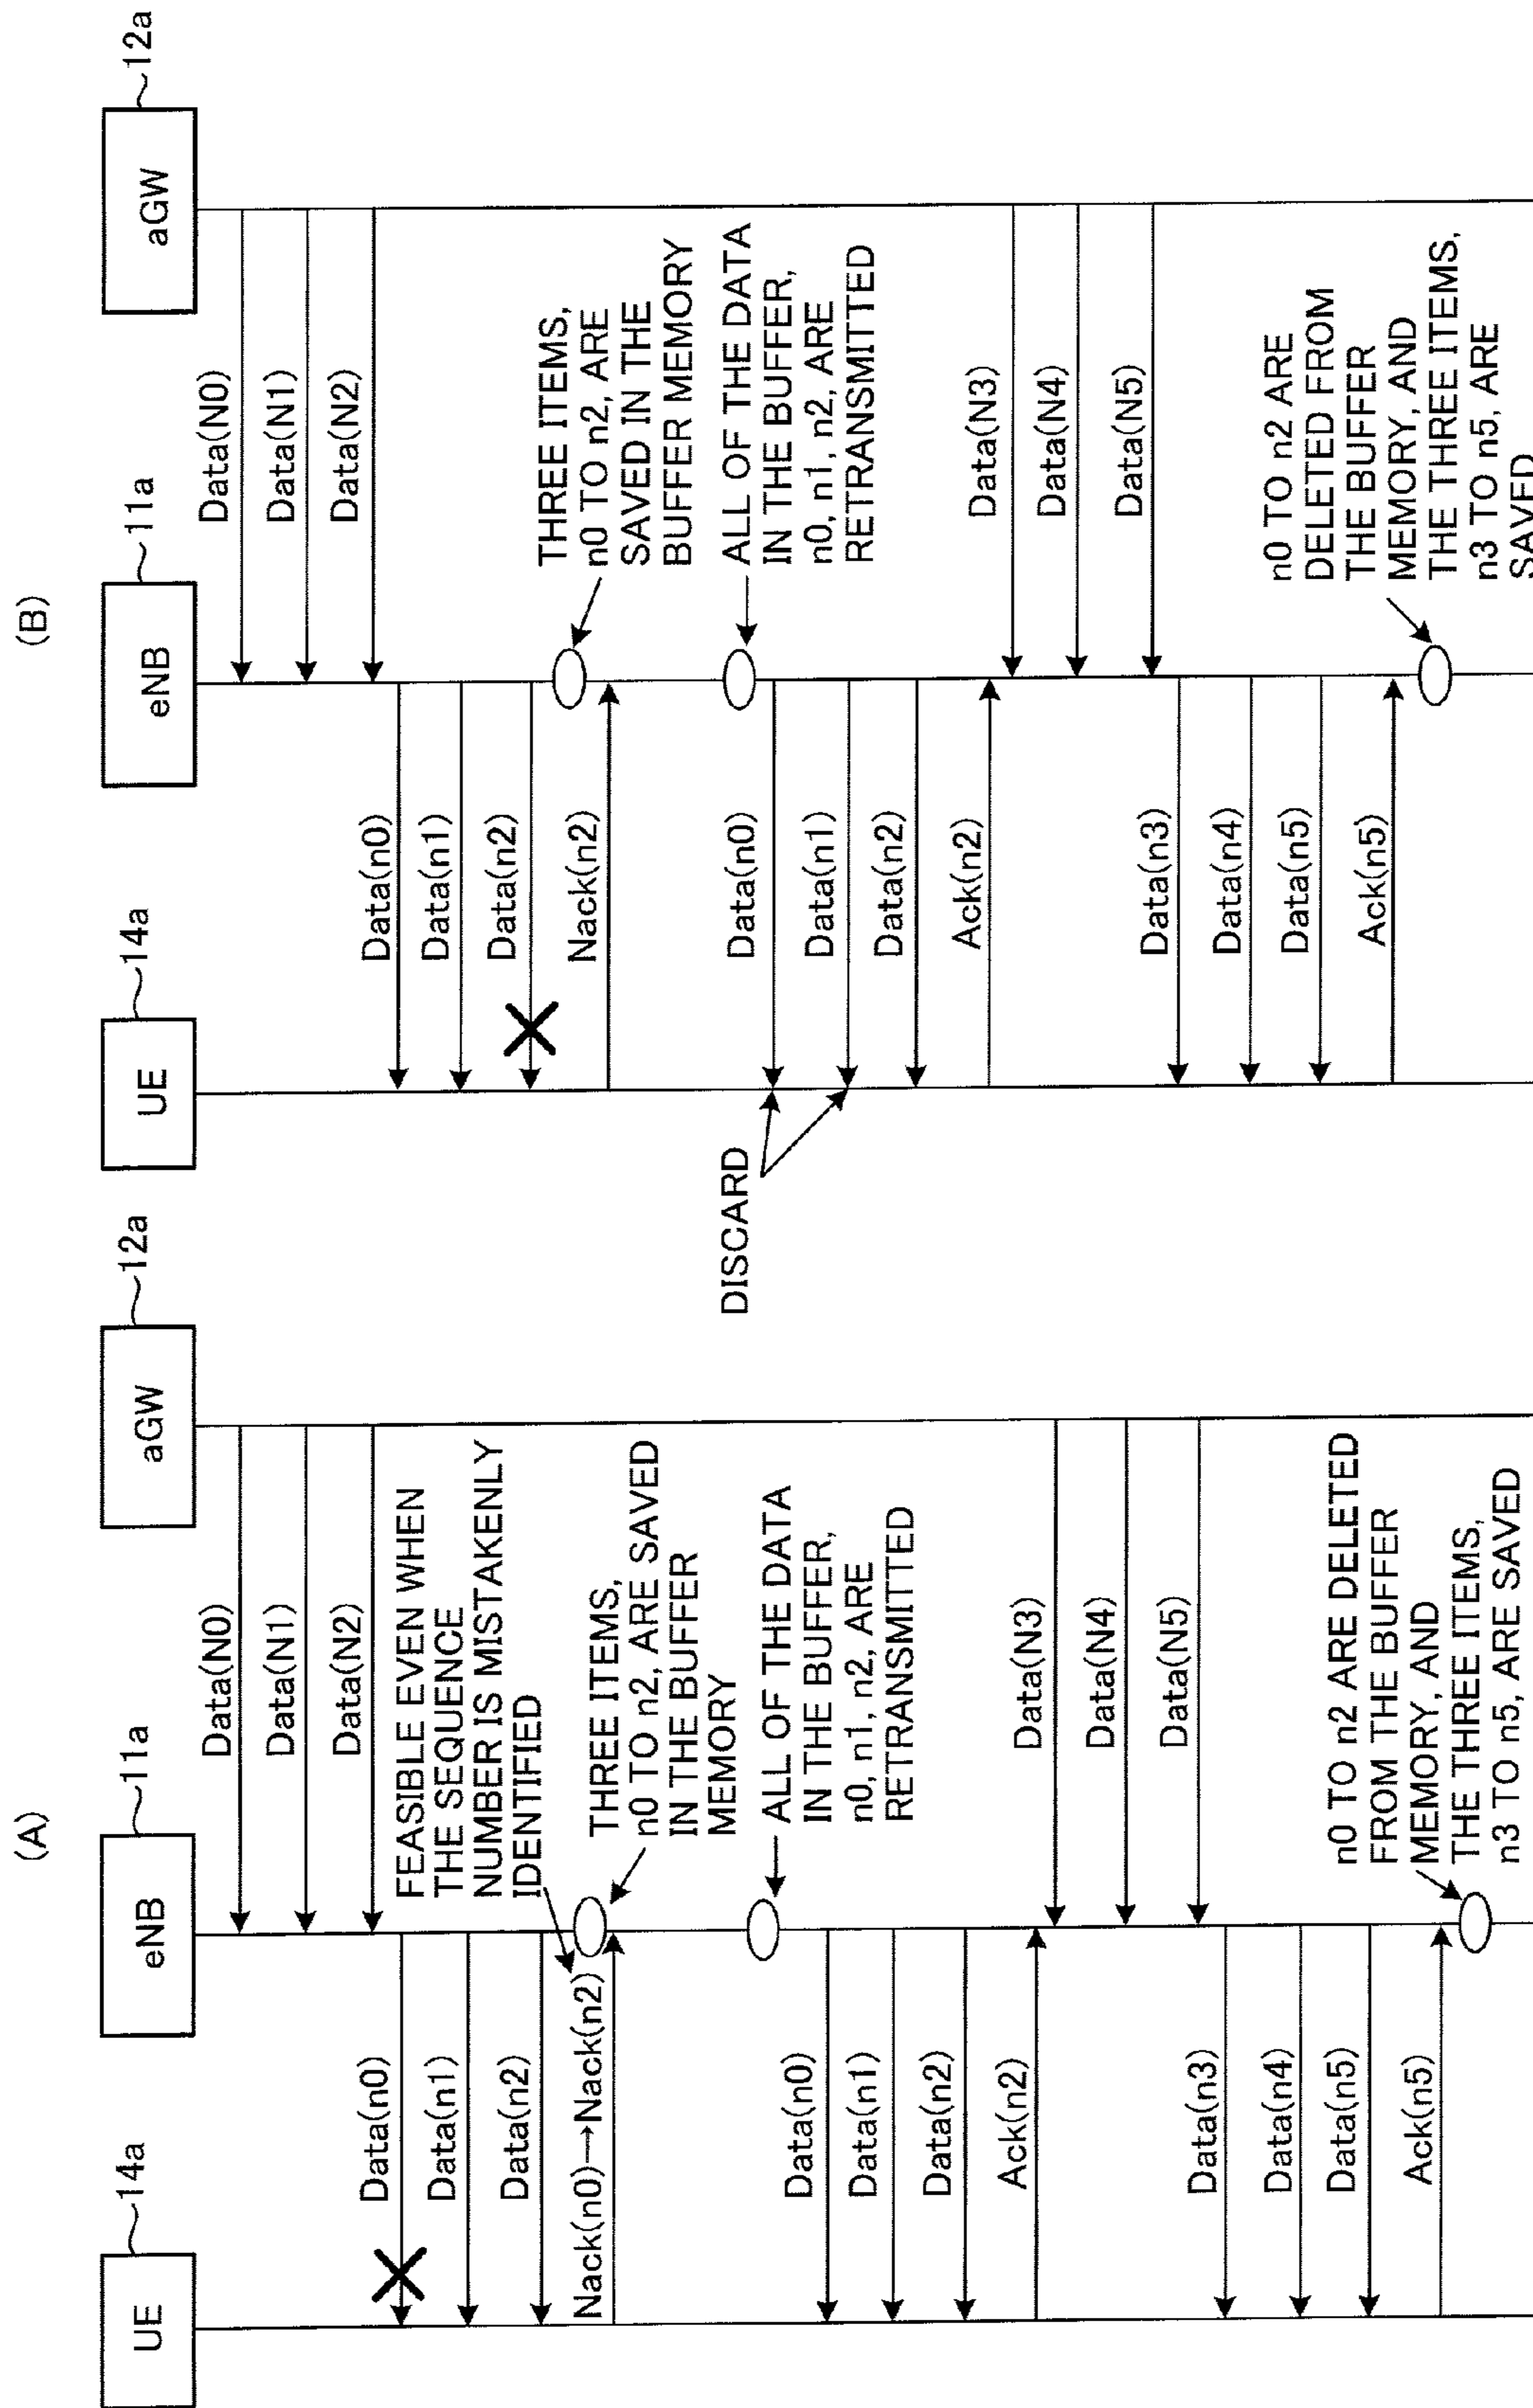 (A)
UE
14a
eNB
11a
aGW
12a
Data(N0)
Data(N1)
Data(N2)
Data(n0)
Data(n1)
Data(n2)
FEASIBLE EVEN WHEN
THE SEQUENCE
NUMBER IS MISTAKENLY
IDENTIFIED
Nack(n0)→Nack(n2)
THREE ITEMS,
n0 TO n2, ARE SAVED
IN THE BUFFER
MEMORY
ALL OF THE DATA
IN THE BUFFER,
n0, n1, n2, ARE
RETRANSMITTED
Data(n0)
Data(n1)
Data(n2)
Ack(n2)
Data(N3)
Data(N4)
Data(N5)
Data(n3)
Data(n4)
Data(n5)
Ack(n5)
n0 TO n2 ARE DELETED
FROM THE BUFFER
MEMORY, AND
THE THREE ITEMS,
n3 TO n5, ARE SAVED
(B)
UE
14a
eNB
11a
aGW
12a
Data(N0)
Data(N1)
Data(N2)
Data(n0)
Data(n1)
Data(n2)
Nack(n2)
THREE ITEMS,
n0 TO n2, ARE
SAVED IN THE
BUFFER MEMORY
ALL OF THE DATA
IN THE BUFFER,
n0, n1, n2, ARE
RETRANSMITTED
DISCARD
Data(n0)
Data(n1)
Data(n2)
Ack(n2)
Data(N3)
Data(N4)
Data(N5)
Data(n3)
Data(n4)
Data(n5)
Ack(n5)
n0 TO n2 ARE
DELETED FROM
THE BUFFER
MEMORY, AND
THE THREE ITEMS,
n3 TO n5, ARE
SAVED